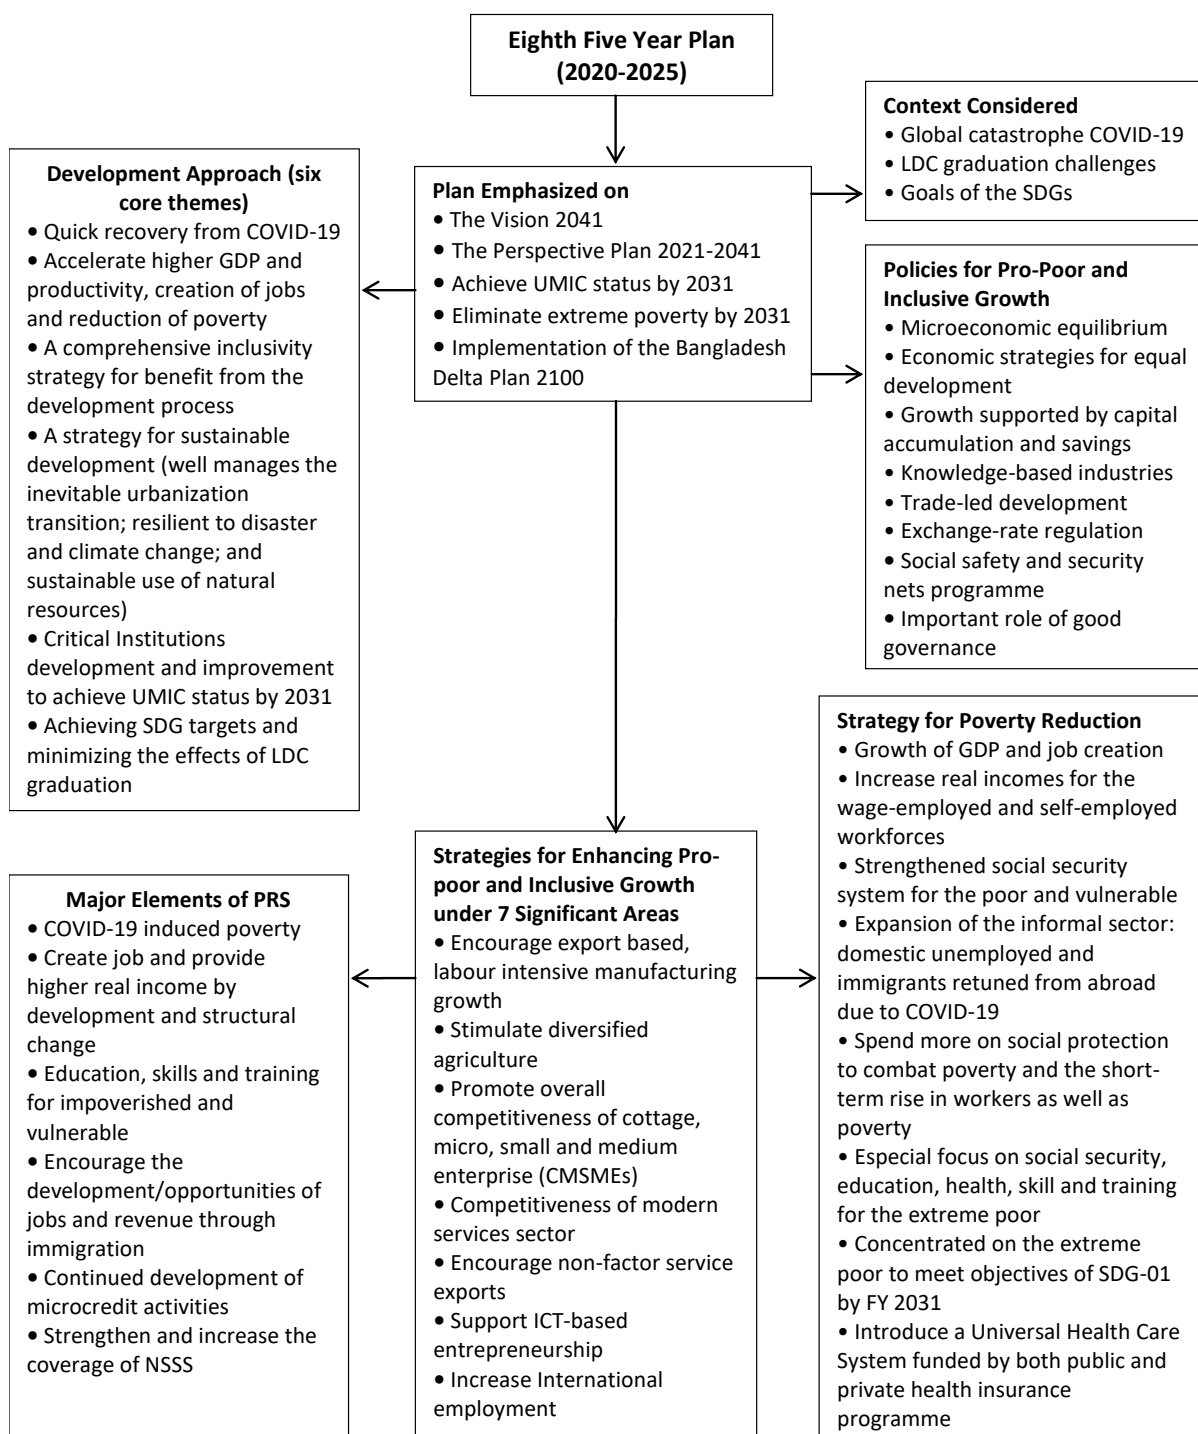 Eighth Five Year Plan
(2020-2025)
Context Considered
• Global catastrophe COVID-19
• LDC graduation challenges
• Goals of the SDGs
Development Approach (six
core themes)
• Quick recovery from COVID-19
• Accelerate higher GDP and
productivity, creation of jobs
and reduction of poverty
• A comprehensive inclusivity
strategy for benefit from the
development process
• A strategy for sustainable
development (well manages the
inevitable urbanization
transition; resilient to disaster
and climate change; and
sustainable use of natural
resources)
• Critical Institutions
development and improvement
to achieve UMIC status by 2031
• Achieving SDG targets and
minimizing the effects of LDC
graduation
Plan Emphasized on
• The Vision 2041
• The Perspective Plan 2021-2041
• Achieve UMIC status by 2031
• Eliminate extreme poverty by 2031
• Implementation of the Bangladesh
Delta Plan 2100
Policies for Pro-Poor and
Inclusive Growth
• Microeconomic equilibrium
• Economic strategies for equal
development
• Growth supported by capital
accumulation and savings
• Knowledge-based industries
• Trade-led development
• Exchange-rate regulation
• Social safety and security
nets programme
• Important role of good
governance
Major Elements of PRS
• COVID-19 induced poverty
• Create job and provide
higher real income by
development and structural
change
• Education, skills and training
for impoverished and
vulnerable
• Encourage the
development/opportunities of
jobs and revenue through
immigration
• Continued development of
microcredit activities
• Strengthen and increase the
coverage of NSSS
Strategies for Enhancing Pro-
poor and Inclusive Growth
under 7 Significant Areas
• Encourage export based,
labour intensive manufacturing
growth
• Stimulate diversified
agriculture
• Promote overall
competitiveness of cottage,
micro, small and medium
enterprise (CMSMEs)
• Competitiveness of modern
services sector
• Encourage non-factor service
exports
• Support ICT-based
entrepreneurship
• Increase International
employment
Strategy for Poverty Reduction
• Growth of GDP and job creation
• Increase real incomes for the
wage-employed and self-employed
workforces
• Strengthened social security
system for the poor and vulnerable
• Expansion of the informal sector:
domestic unemployed and
immigrants retuned from abroad
due to COVID-19
• Spend more on social protection
to combat poverty and the short-
term rise in workers as well as
poverty
• Especial focus on social security,
education, health, skill and training
for the extreme poor
• Concentrated on the extreme
poor to meet objectives of SDG-01
by FY 2031
• Introduce a Universal Health Care
System funded by both public and
private health insurance
programme